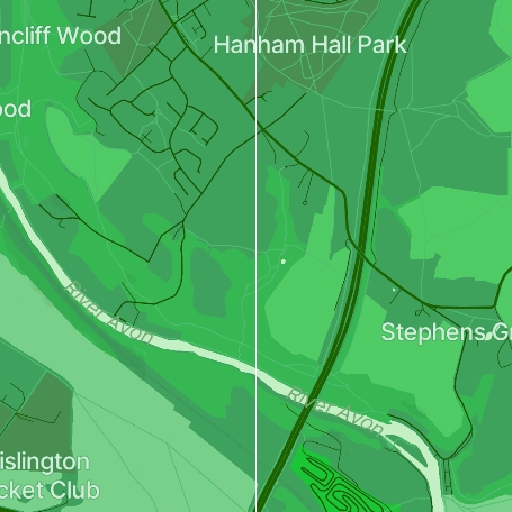 ncliff Wood
Hanham Hall Park
ood
River Avon
Stephens Gr
River Avon
islington
cket Club